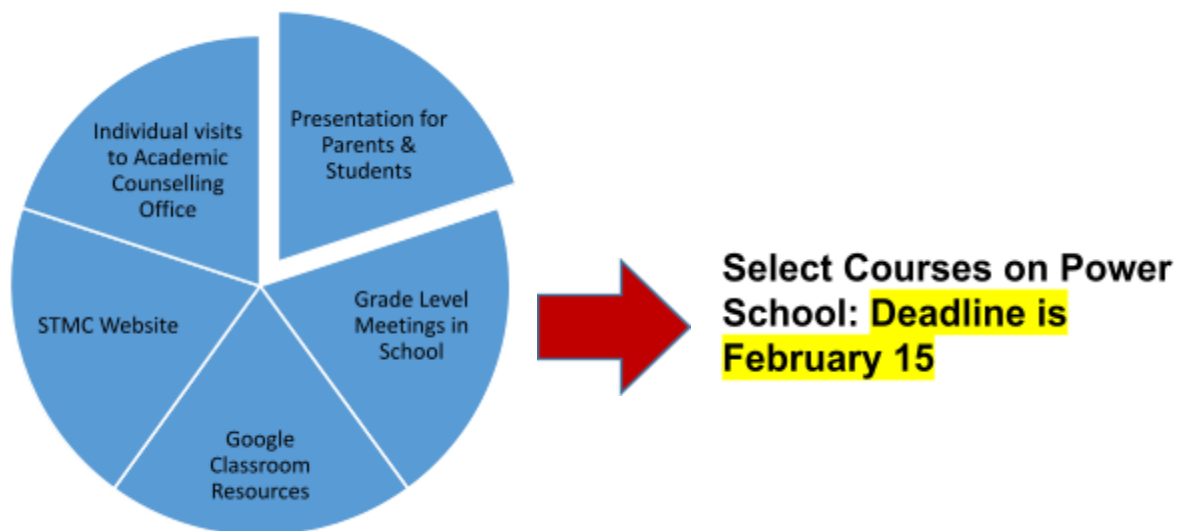 Individual visits
to Academic
Counselling
Office
Presentation for
Parents &
Students
STMC Website
Grade Level
Meetings in
School
Google
Classroom
Resources
Select Courses on Power
School: Deadline is
February 15